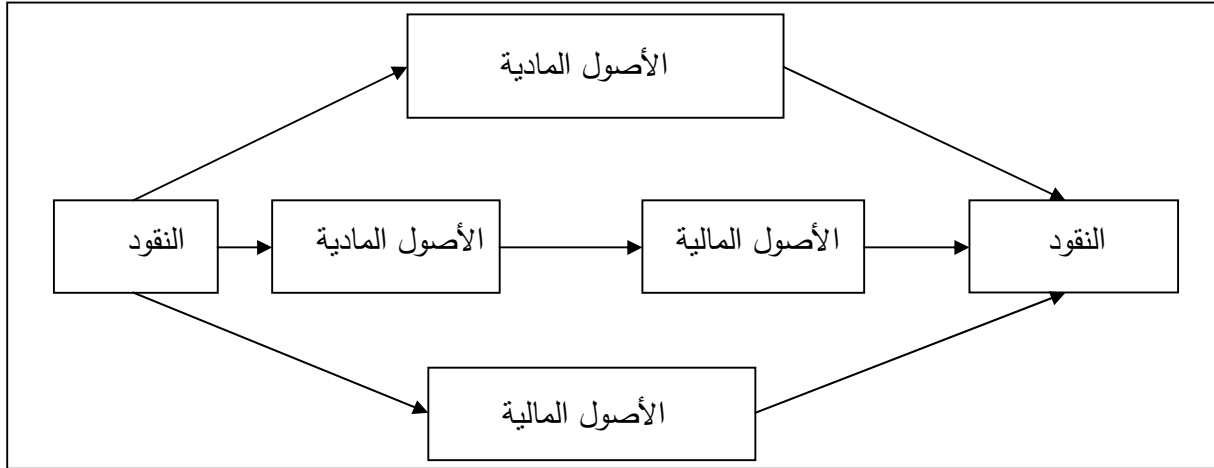 الأصول المادية
النقود
الأصول المادية
الأصول المالية
النقود
الأصول المالية